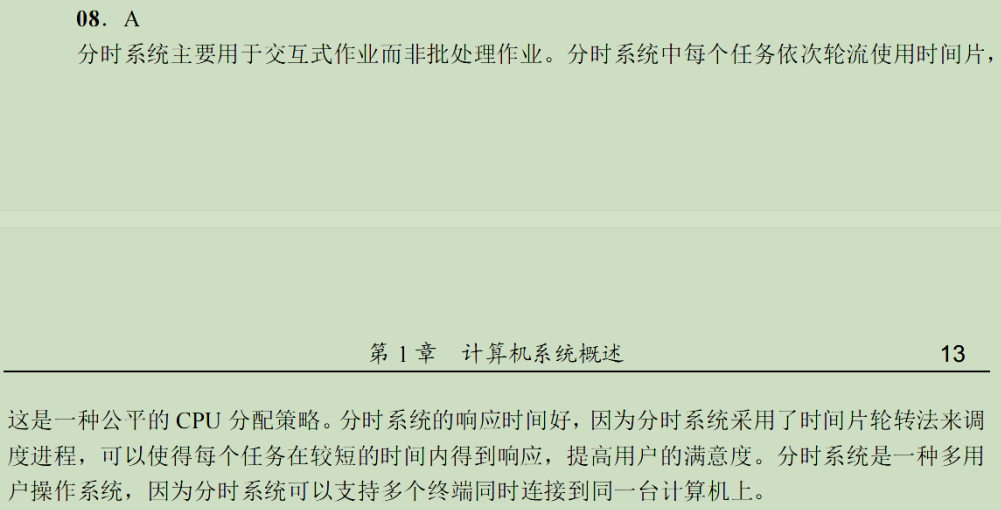 08. A
分时系统主要用于交互式作业而非批处理作业。分时系统中每个任务依次轮流使用时间片，
第 1 章 计算机系统概述 13
这是一种公平的 CPU 分配策略。分时系统的响应时间好，因为分时系统采用了时间片轮转法来调
度进程，可以使得每个任务在较短的时间内得到响应，提高用户的满意度。分时系统是一种多用
户操作系统，因为分时系统可以支持多个终端同时连接到同一台计算机上。